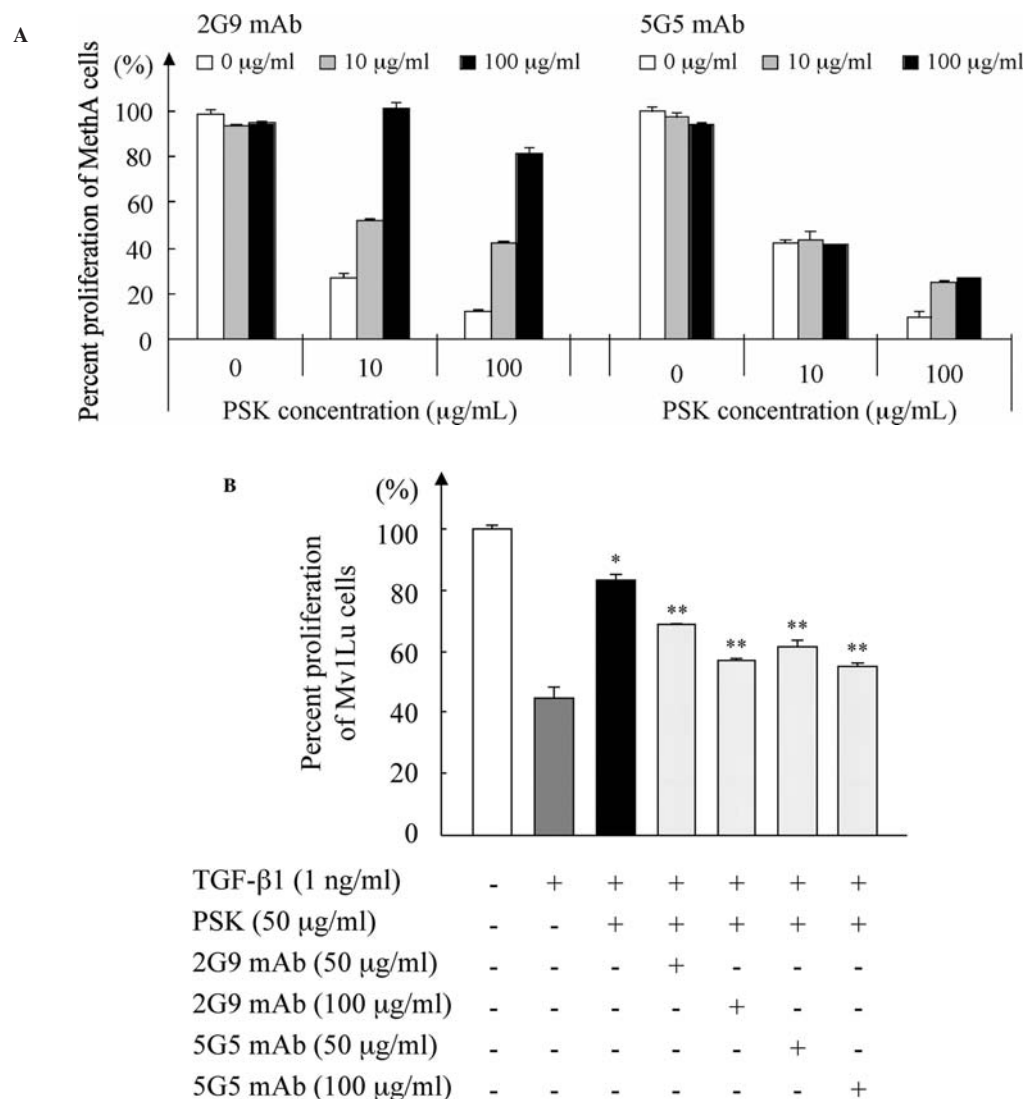 A
2G9 mAb 5G5 mAb
(%) 0 µg/ml 10 µg/ml 100 µg/ml 0 µg/ml 10 µg/ml 100 µg/ml
Percent proliferation of MethA cells
100
80
60
40
20
0
0 10 100 0 10 100
PSK concentration (µg/mL) PSK concentration (µg/mL)
B
(%)
Percent proliferation
of Mv1Lu cells
100
80
60
40
20
0
* ** ** ** **
TGF-β1 (1 ng/ml) - + + + + + +
PSK (50 µg/ml) - - + + + + +
2G9 mAb (50 µg/ml) - - - + - - -
2G9 mAb (100 µg/ml) - - - - + - -
5G5 mAb (50 µg/ml) - - - - - + -
5G5 mAb (100 µg/ml) - - - - - - +